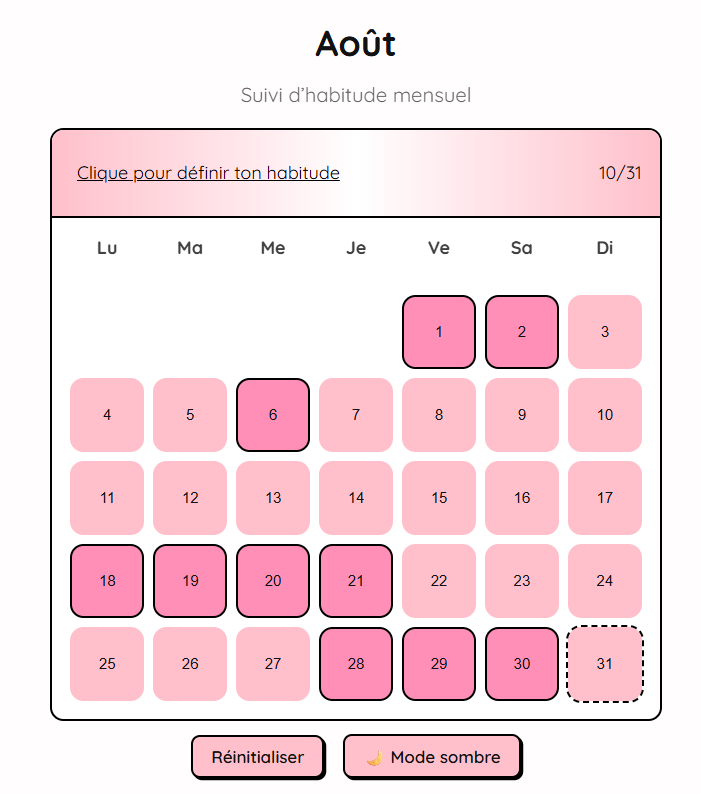 Août
Suivi d’habitude mensuel
Clique pour définir ton habitude 10/31
Lu Ma Me Je Ve Sa Di
1 2 3
4 5 6 7 8 9 10
11 12 13 14 15 16 17
18 19 20 21 22 23 24
25 26 27 28 29 30 31
Réinitialiser 🌙 Mode sombre